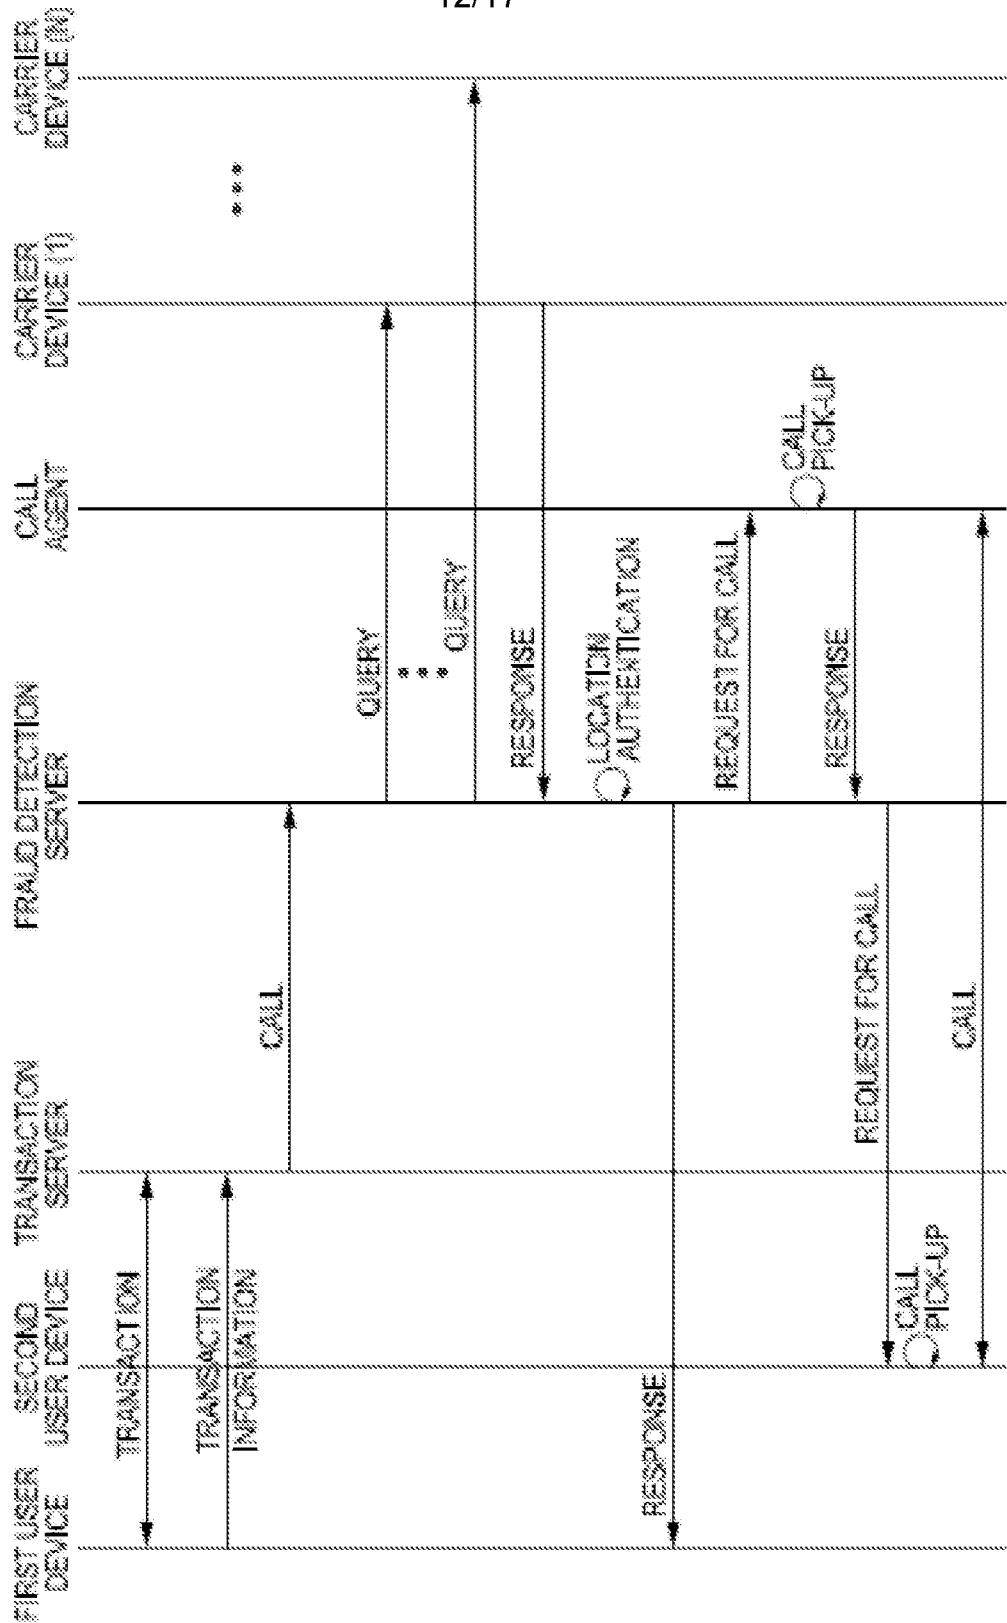 12/17
FIRST USER
DEVICE
SECOND
USER DEVICE
TRANSACTION
SERVER
FRAUD DETECTION
SERVER
CALL
AGENT
CARRIER
DEVICE (1)
CARRIER
DEVICE (N)
TRANSACTION
TRANSACTION
INFORMATION
CALL
QUERY
QUERY
RESPONSE
LOCATION
AUTHENTICATION
RESPONSE
REQUEST FOR CALL
CALL
PICK-UP
RESPONSE
REQUEST FOR CALL
CALL
PICK-UP
CALL